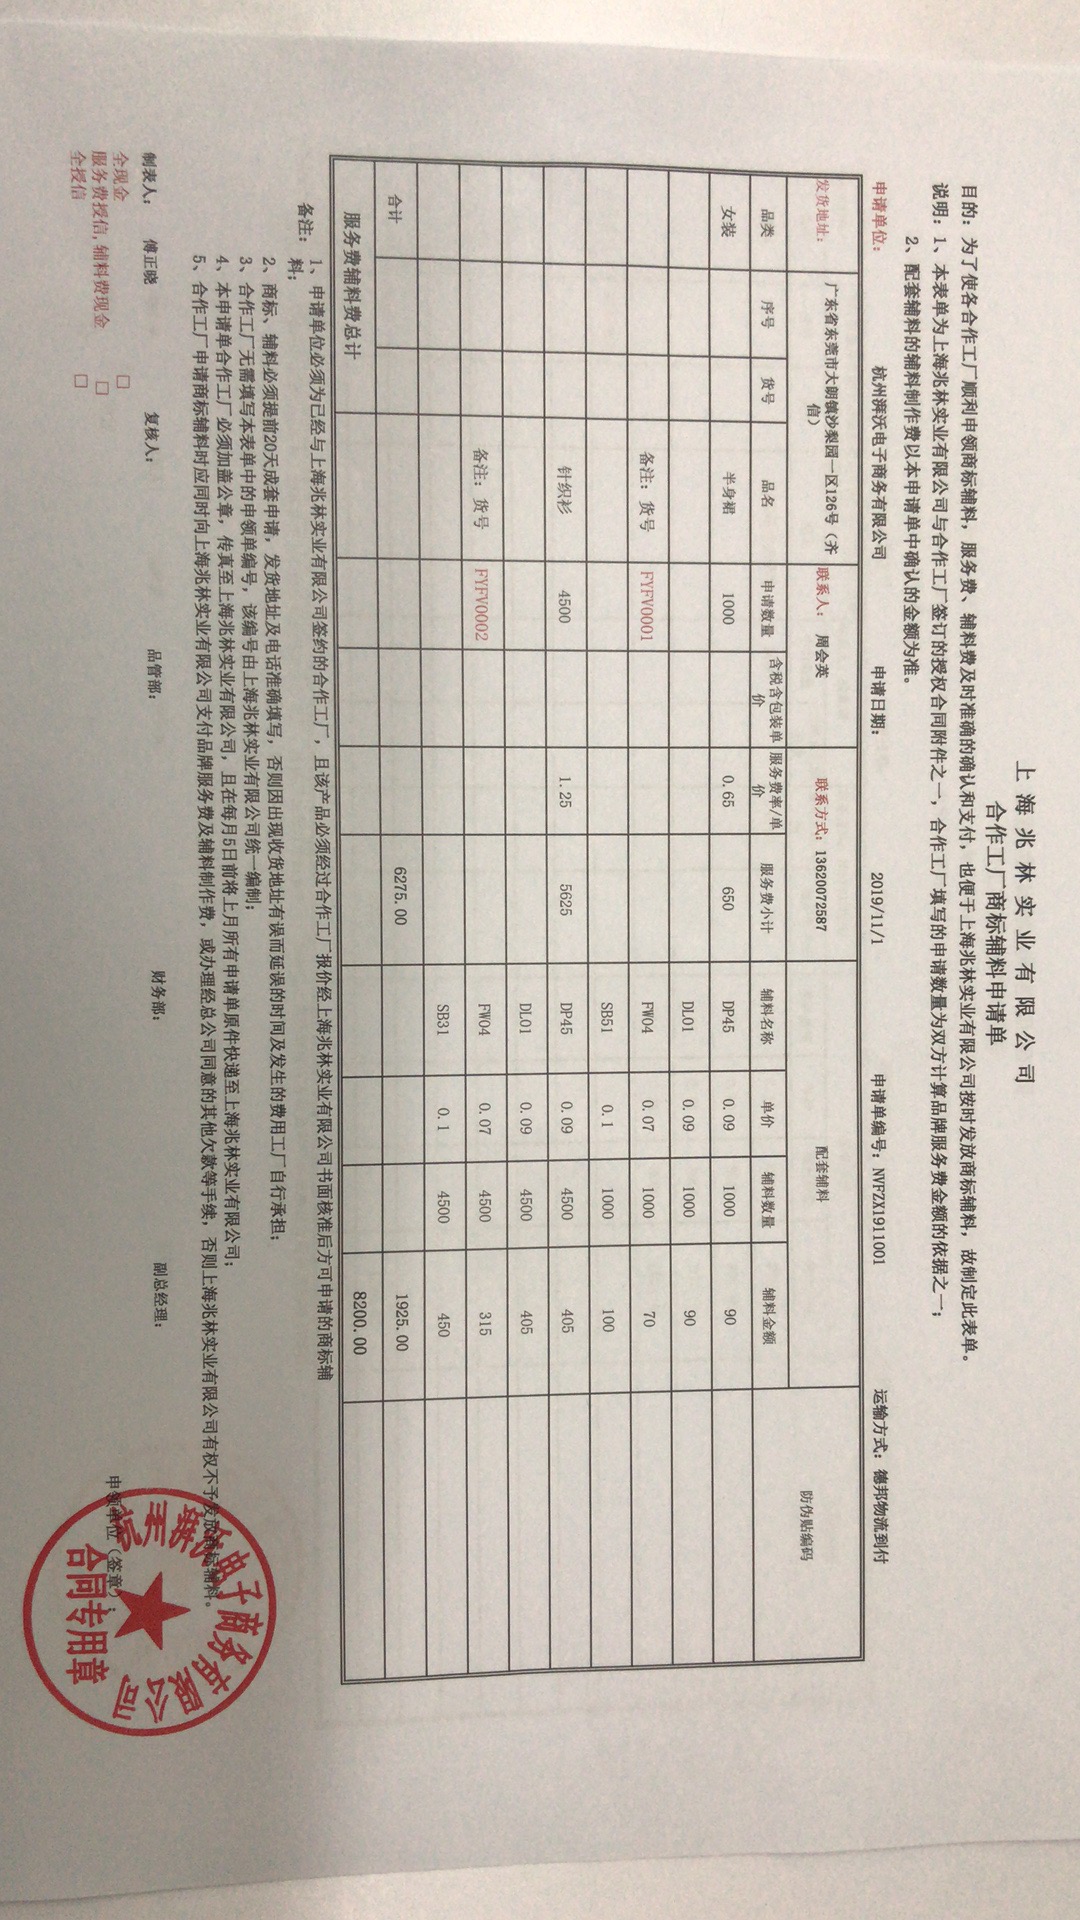 上海兆林实业有限公司
合作工厂商标辅料申请单
目的：为了使各合作工厂顺利申领商标辅料，服务费、辅料费及时准确的确认和支付，也便于上海兆林实业有限公司按时发放商标辅料，故制定此表单。
说明：1、本表单为上海兆林实业有限公司与合作工厂签订的授权合同附件之一，合作工厂填写的申请数量为双方计算品牌服务费金额的依据之一；
2、配套辅料的辅料制作费以本申请单中确认的金额为准。
申请单位： 杭州湃沃电子商务有限公司 申请日期： 2019/11/1 申请单编号：NVFZX1911001 运输方式：德邦物流到付
发货地址： 广东省东莞市大朗镇沙梨园一区126号（齐信） 联系人： 周会英 联系方式：13620072587 配套辅料 防伪贴编码
品类 序号 货号 品名 申请数量 含税含包装单价 服务费率/单价 服务费小计 辅料名称 单价 辅料数量 辅料金额
女装 半身裙 1000 0.65 650 DP45 0.09 1000 90
DL01 0.09 1000 90
备注：货号 FYFV0001 FW04 0.07 1000 70
SB51 0.1 1000 100
针织衫 4500 1.25 5625 DP45 0.09 4500 405
DL01 0.09 4500 405
备注：货号 FYFV0002 FW04 0.07 4500 315
SB31 0.1 4500 450
合计 6275.00 1925.00
服务费辅料费总计 8200.00
备注：1、申请单位必须为已经与上海兆林实业有限公司签约的合作工厂，且该产品必须经过合作工厂报价经上海兆林实业有限公司书面核准后方可申请的商标辅
料；
2、商标、辅料必须提前20天成套申请，发货地址及电话准确填写，否则因出现收货地址有误而延误的时间及发生的费用工厂自行承担；
3、合作工厂无需填写本表单中的申领单编号，该编号由上海兆林实业有限公司统一编制；
4、本申请单合作工厂必须加盖公章，传真至上海兆林实业有限公司，且在每月5日前将上月所有申请单原件快递至上海兆林实业有限公司；
5、合作工厂申请商标辅料时应同时向上海兆林实业有限公司支付品牌服务费及辅料制作费，或办理经总公司同意的其他欠款等手续，否则上海兆林实业有限公司有权不予发放商标辅料。
制表人： 傅正晓 复核人： 品管部： 财务部： 副总经理：
申领单位（签章）：
全现金 □
服务费授信，辅料费现金 □
全授信 □
杭州湃沃电子商务有限公司
合同专用章